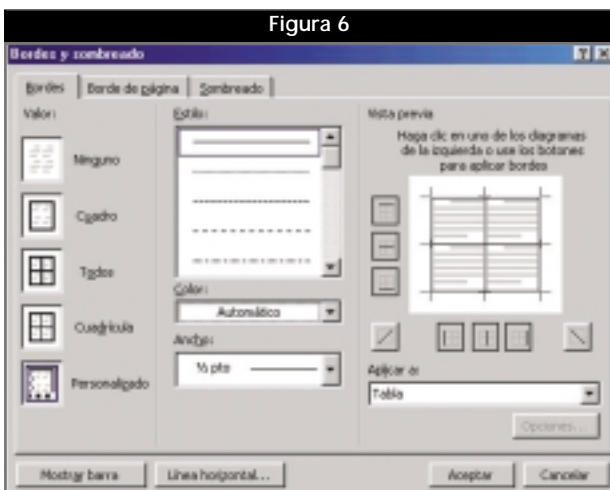 Figura 6
Bordes y sombreado
Bordes
Borde de página
Sombreado
Valor:
Ninguno
Cuadro
Todos
Cuadrícula
Personalizado
Estilo:
Color:
Automático
Ancho:
½ pto
Vista previa
Haga clic en uno de los diagramas
de la izquierda o use los botones
para aplicar bordes
Aplicar a:
Tabla
Opciones...
Mostrar barra
Línea horizontal...
Aceptar
Cancelar